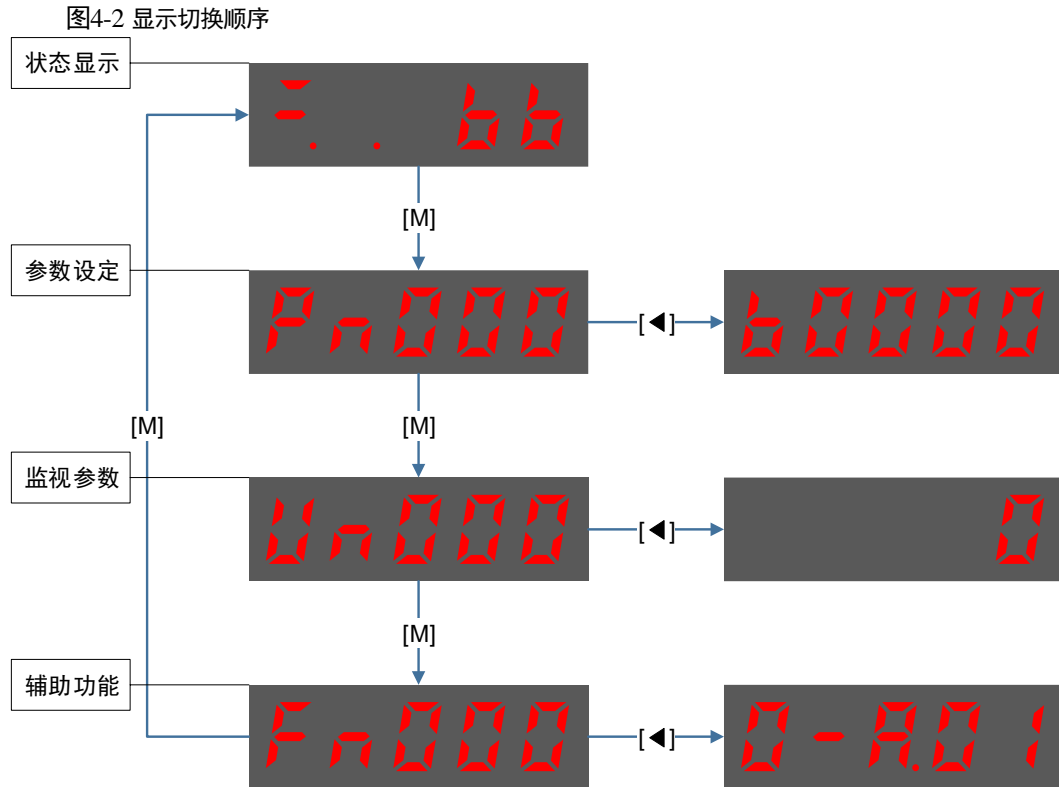 图4-2 显示切换顺序
状态显示
bb
[M]
参数设定
Pn000
[◀]
b0000
[M]
[M]
监视参数
Un000
[◀]
0
[M]
辅助功能
Fn000
[◀]
0-A.01